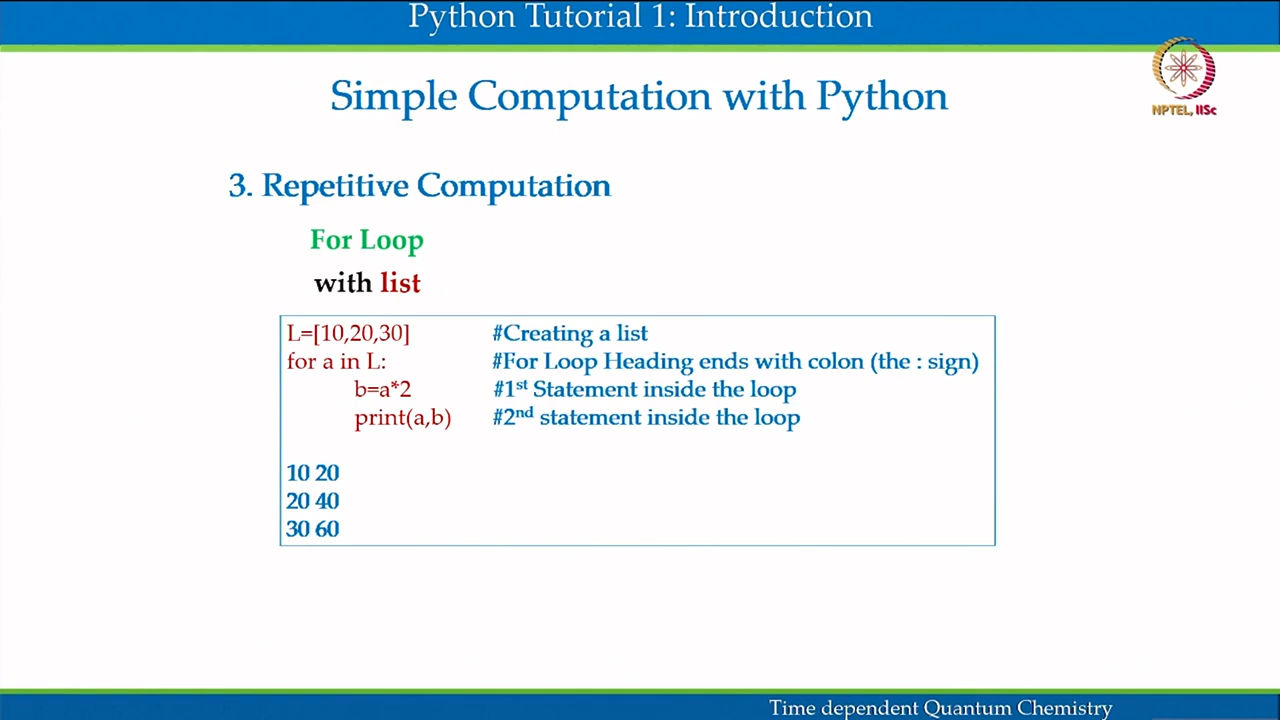 Python Tutorial 1: Introduction
Simple Computation with Python
NPTEL, IISc
3. Repetitive Computation
For Loop
with list
L=[10,20,30] #Creating a list
for a in L: #For Loop Heading ends with colon (the : sign)
b=a*2 #1st Statement inside the loop
print(a,b) #2nd statement inside the loop
10 20
20 40
30 60
Time dependent Quantum Chemistry